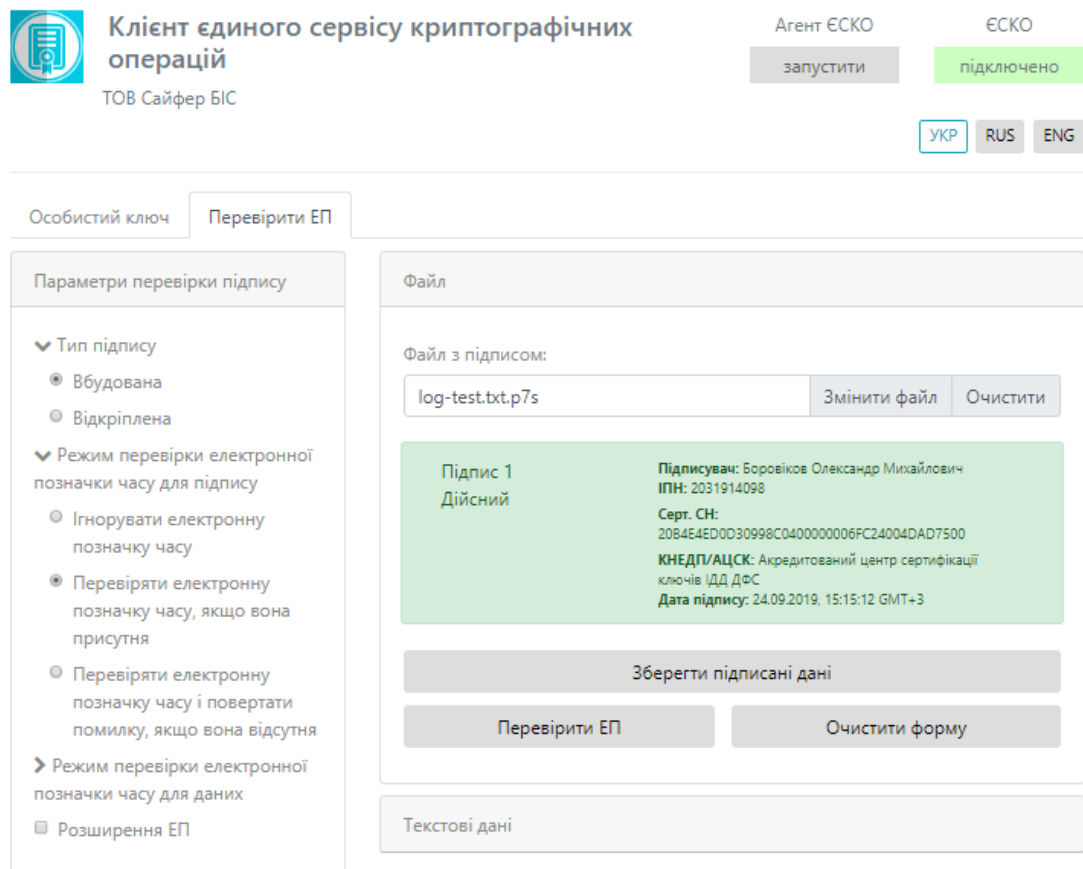 Клієнт єдиного сервісу криптографічних
операцій
ТОВ Сайфер БІС
Агент ЄСКО
запустити
ЄСКО
підключено
УКР
RUS
ENG
Особистий ключ
Перевірити ЕП
Параметри перевірки підпису
Тип підпису
Вбудована
Відкріплена
Режим перевірки електронної
позначки часу для підпису
Ігнорувати електронну
позначку часу
Перевіряти електронну
позначку часу, якщо вона
присутня
Перевіряти електронну
позначку часу і повертати
помилку, якщо вона відсутня
Режим перевірки електронної
позначки часу для даних
Розширення ЕП
Файл
Файл з підписом:
log-test.txt.p7s
Змінити файл
Очистити
Підпис 1
Дійсний
Підписувач: Боровіков Олександр Михайлович
ІПН: 2031914098
Серт. СН:
20B4E4ED0D30998C0400000006FC24004DAD7500
КНЕДП/АЦСК: Акредитований центр сертифікації
ключів ІДД ДФС
Дата підпису: 24.09.2019, 15:15:12 GMT+3
Зберегти підписані дані
Перевірити ЕП
Очистити форму
Текстові дані